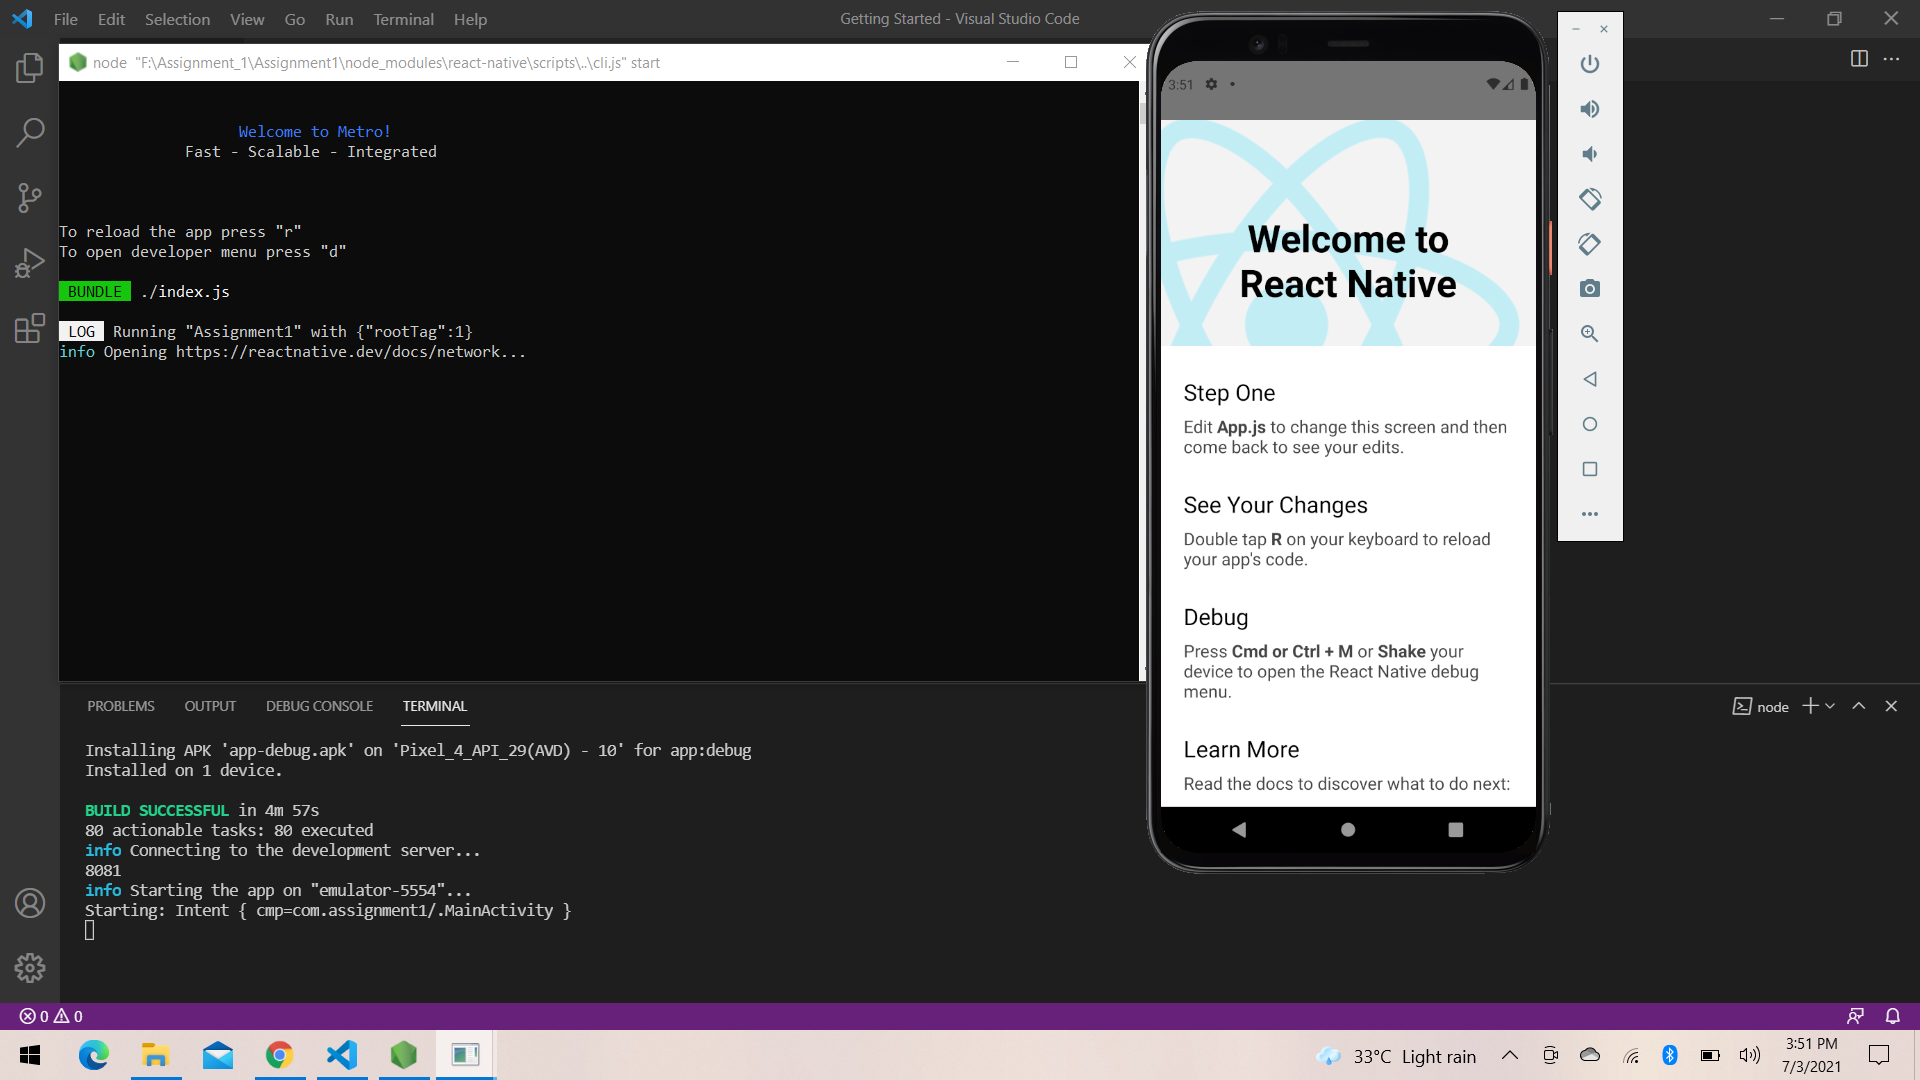 File Edit Selection View Go Run Terminal Help
Getting Started - Visual Studio Code
node "F:\Assignment_1\Assignment1\node_modules\react-native\scripts\..\cli.js" start
Welcome to Metro!
Fast - Scalable - Integrated
To reload the app press "r"
To open developer menu press "d"
BUNDLE ./index.js
LOG Running "Assignment1" with {"rootTag":1}
info Opening https://reactnative.dev/docs/network...
3:51
Welcome to
React Native
Step One
Edit App.js to change this screen and then
come back to see your edits.
See Your Changes
Double tap R on your keyboard to reload
your app's code.
Debug
Press Cmd or Ctrl + M or Shake your
device to open the React Native debug
menu.
Learn More
Read the docs to discover what to do next:
PROBLEMS OUTPUT DEBUG CONSOLE TERMINAL
node
Installing APK 'app-debug.apk' on 'Pixel_4_API_29(AVD) - 10' for app:debug
Installed on 1 device.
BUILD SUCCESSFUL in 4m 57s
80 actionable tasks: 80 executed
info Connecting to the development server...
8081
info Starting the app on "emulator-5554"...
Starting: Intent { cmp=com.assignment1/.MainActivity }
0 0
33°C Light rain
3:51 PM
7/3/2021